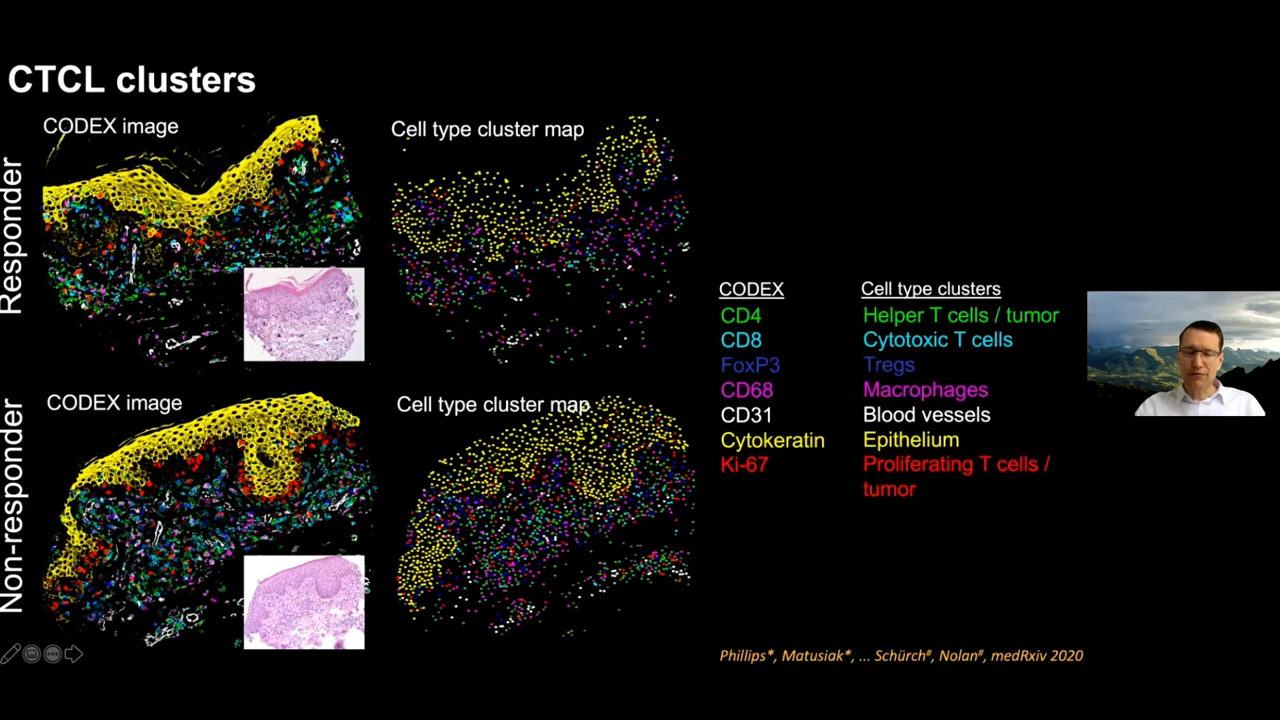 CTCL clusters
CODEX image
Cell type cluster map
Responder
CODEX image
Cell type cluster map
Non-responder
CODEX
Cell type clusters
CD4
Helper T cells / tumor
CD8
Cytotoxic T cells
FoxP3
Tregs
CD68
Macrophages
CD31
Blood vessels
Cytokeratin
Epithelium
Ki-67
Proliferating T cells /
tumor
Phillips*, Matusiak*, ... Schürch#, Nolan#, medRxiv 2020